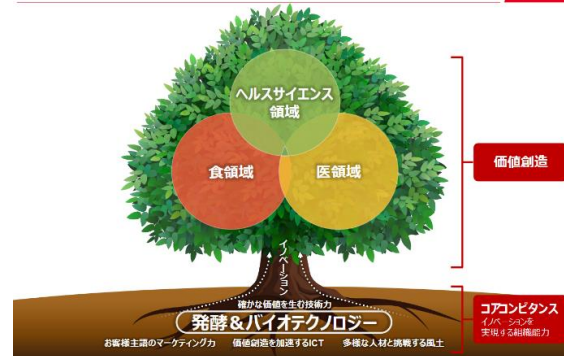 ヘルスサイエンス
領域
食領域
医領域
価値創造
イノベーション
確かな価値を生む技術力
発酵&バイオテクノロジー
お客様主語のマーケティング力 価値創造を加速するICT 多様な人材と挑戦する風土
コアコンピタンス
イノベーションを
実現する組織能力